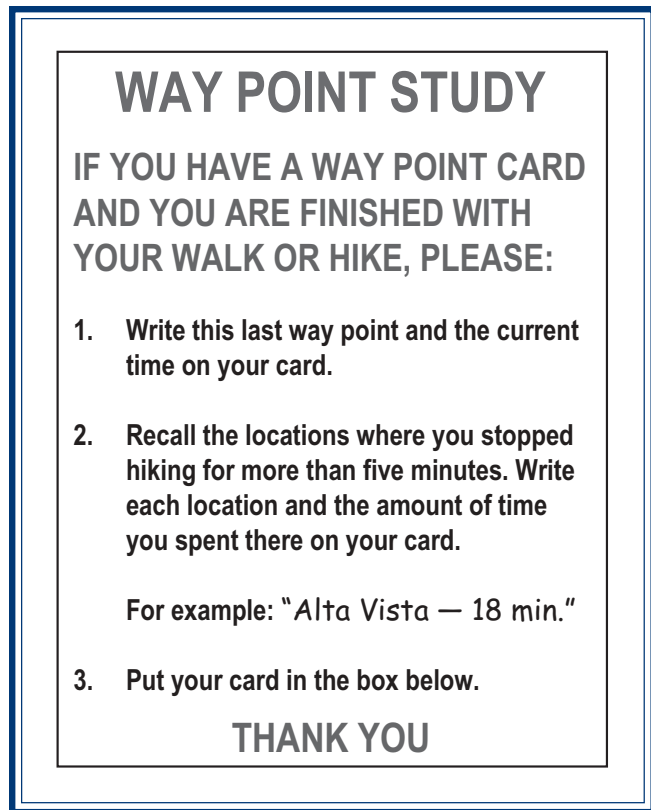 WAY POINT STUDY
IF YOU HAVE A WAY POINT CARD
AND YOU ARE FINISHED WITH
YOUR WALK OR HIKE, PLEASE:
1. Write this last way point and the current
time on your card.
2. Recall the locations where you stopped
hiking for more than five minutes. Write
each location and the amount of time
you spent there on your card.
For example: “Alta Vista — 18 min.”
3. Put your card in the box below.
THANK YOU